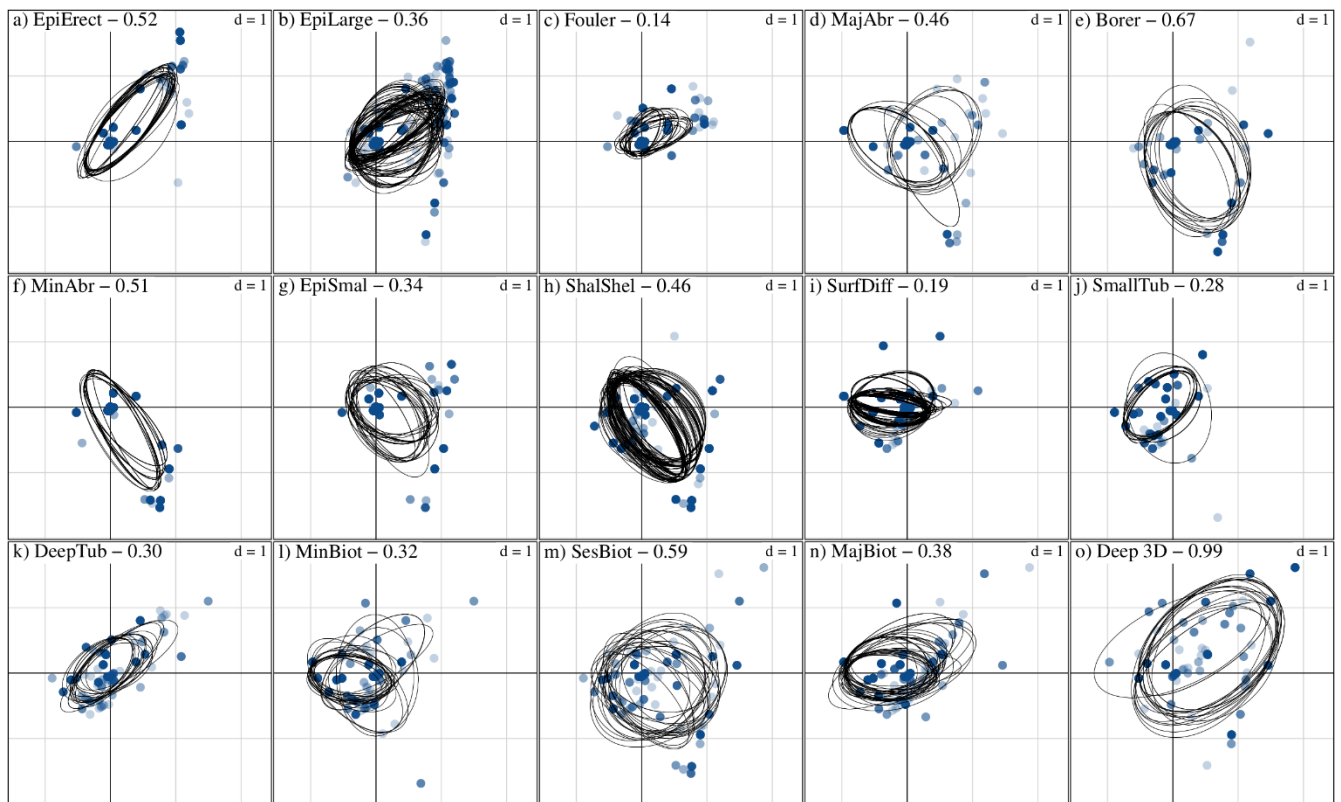 a) EpiErect − 0.52 d = 1
b) EpiLarge − 0.36 d = 1
c) Fouler − 0.14 d = 1
d) MajAbr − 0.46 d = 1
e) Borer − 0.67 d = 1
f) MinAbr − 0.51 d = 1
g) EpiSmal − 0.34 d = 1
h) ShalShel − 0.46 d = 1
i) SurfDiff − 0.19 d = 1
j) SmallTub − 0.28 d = 1
k) DeepTub − 0.30 d = 1
l) MinBiot − 0.32 d = 1
m) SesBiot − 0.59 d = 1
n) MajBiot − 0.38 d = 1
o) Deep 3D − 0.99 d = 1